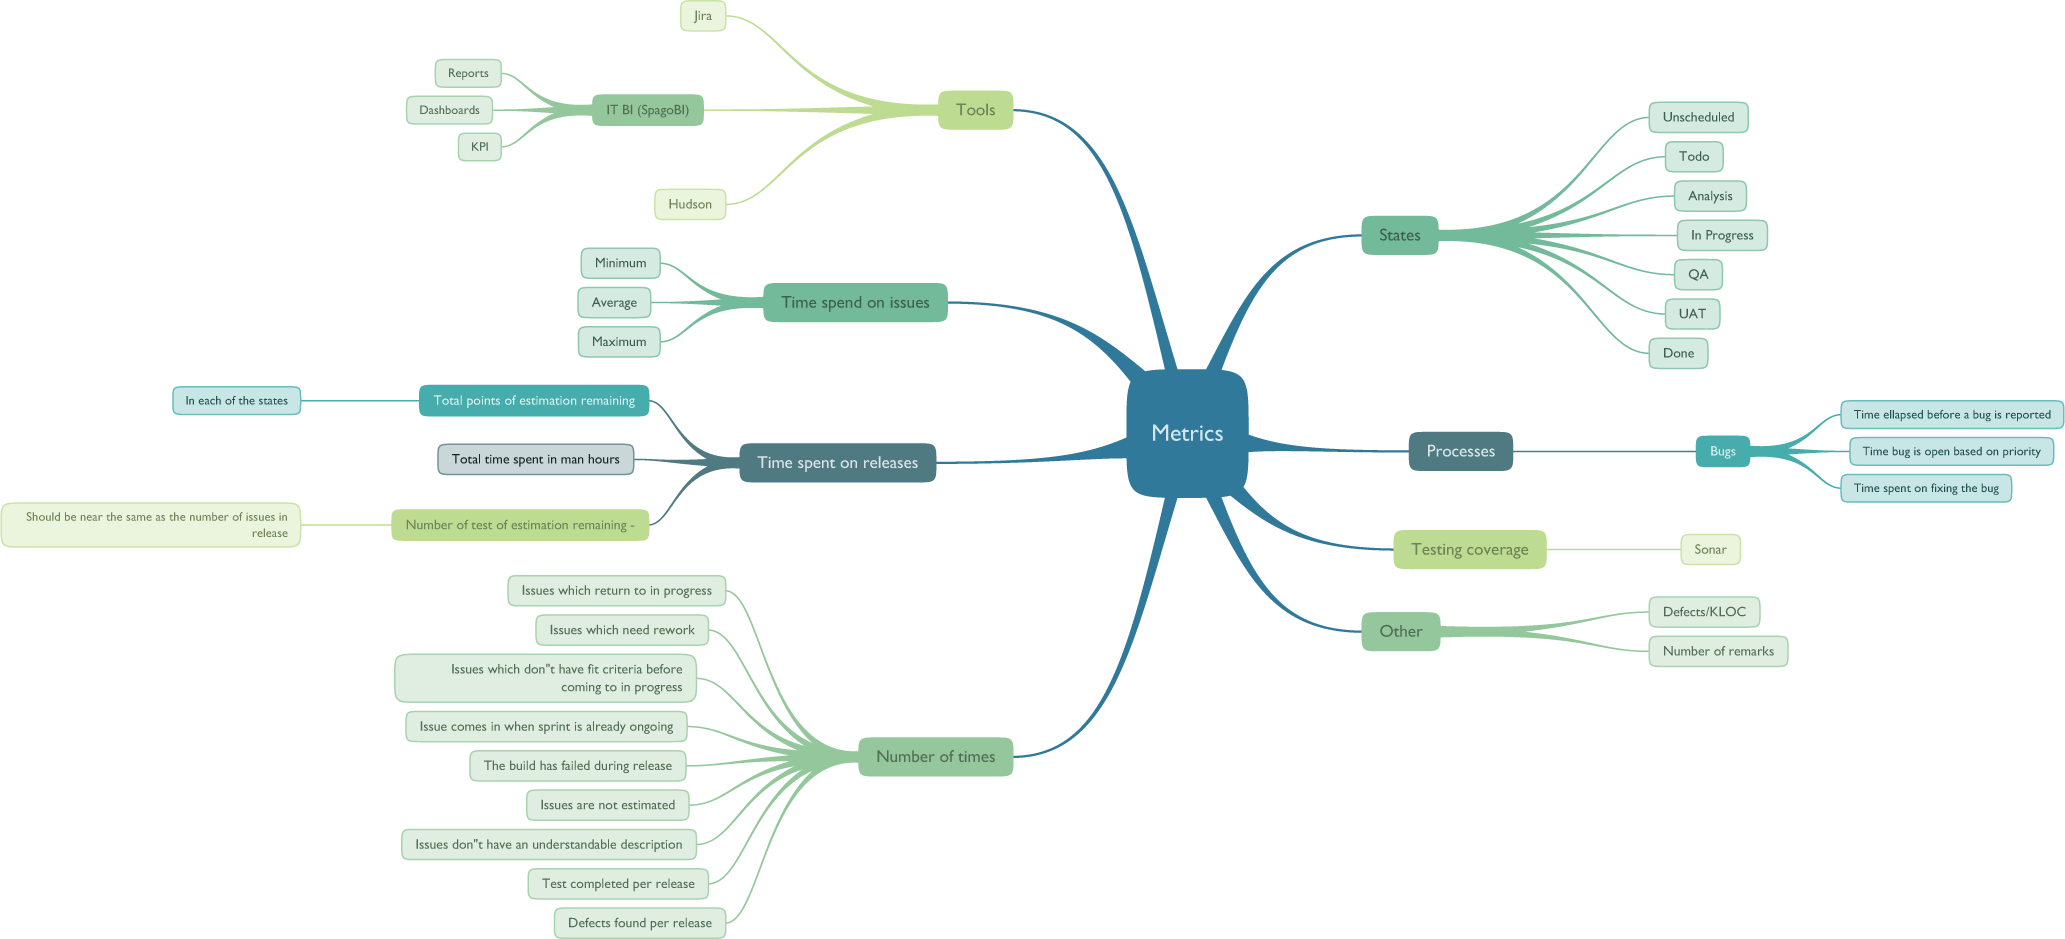 Metrics
Tools
Jira
IT BI (SpagoBI)
Reports
Dashboards
KPI
Hudson
Time spend on issues
Minimum
Average
Maximum
Time spent on releases
Total points of estimation remaining
In each of the states
Total time spent in man hours
Number of test of estimation remaining -
Should be near the same as the number of issues in
release
Number of times
Issues which return to in progress
Issues which need rework
Issues which don"t have fit criteria before
coming to in progress
Issue comes in when sprint is already ongoing
The build has failed during release
Issues are not estimated
Issues don"t have an understandable description
Test completed per release
Defects found per release
States
Unscheduled
Todo
Analysis
In Progress
QA
UAT
Done
Processes
Bugs
Time ellapsed before a bug is reported
Time bug is open based on priority
Time spent on fixing the bug
Testing coverage
Sonar
Other
Defects/KLOC
Number of remarks